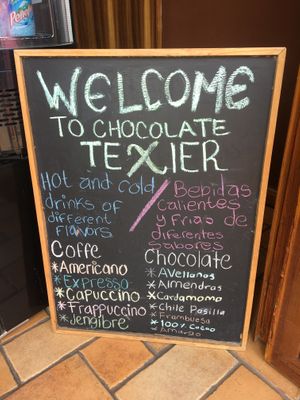 WELCOME
TO CHOCOLATE
TEXIER
Hot and cold
drinks of
different
flavors
Bebidas
calientes
y frias de
diferentes
sabores
Coffe
*Americano
*Expresso
*Capuccino
*Frappuccino
*Jengibre
Chocolate
*Avellanas
*Almendras
*Cardamomo
*Chile Pasilla
*Frambuesa
*100% Cacao
*Amargo